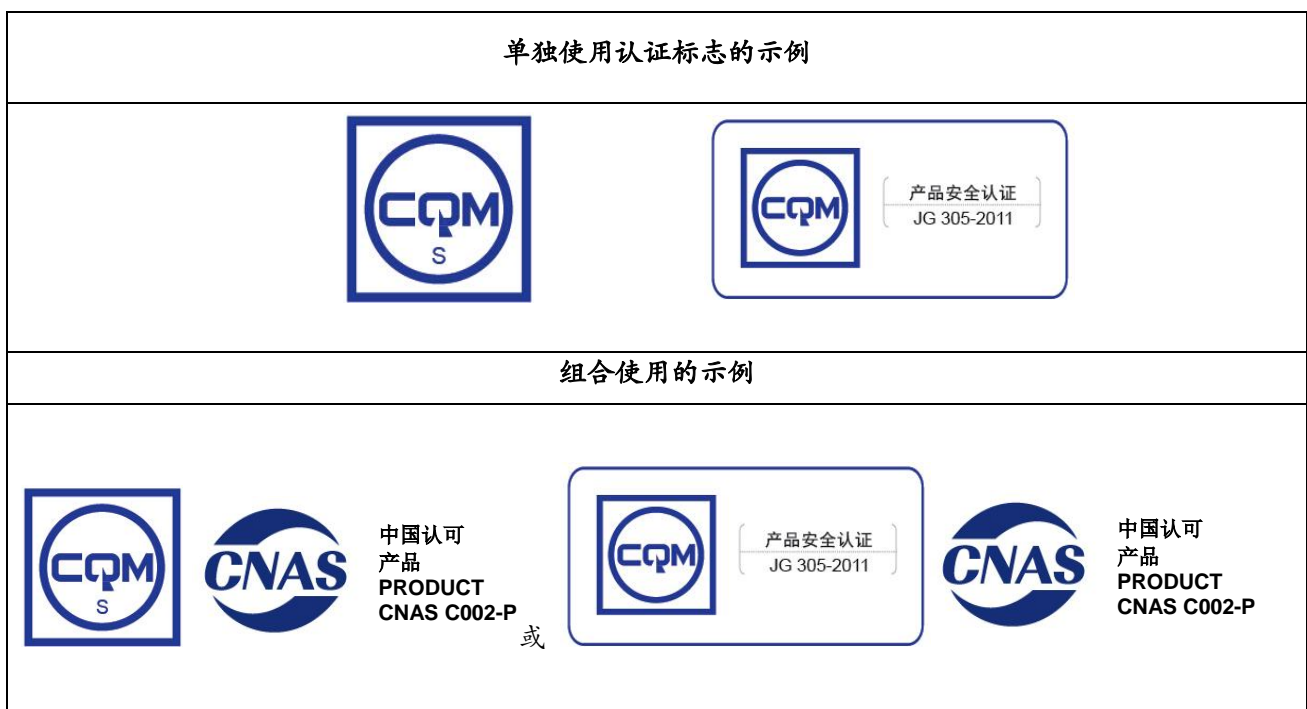 单独使用认证标志的示例
CQM
S
CQM
产品安全认证
JG 305-2011
组合使用的示例
CQM
S
CNAS
中国认可
产品
PRODUCT
CNAS C002-P
或
CQM
产品安全认证
JG 305-2011
CNAS
中国认可
产品
PRODUCT
CNAS C002-P